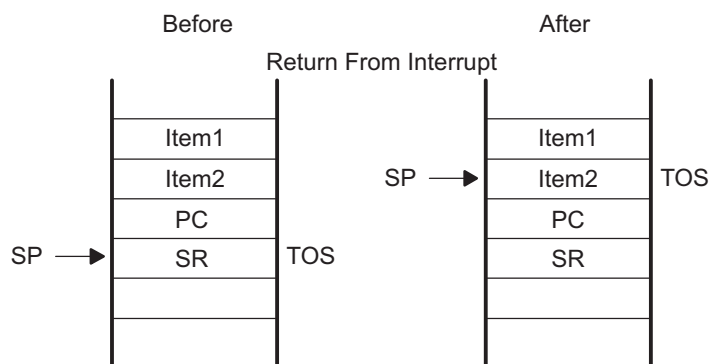 Before After
Return From Interrupt
Item1 Item1
Item2 SP Item2 TOS
PC PC
SP SR TOS SR